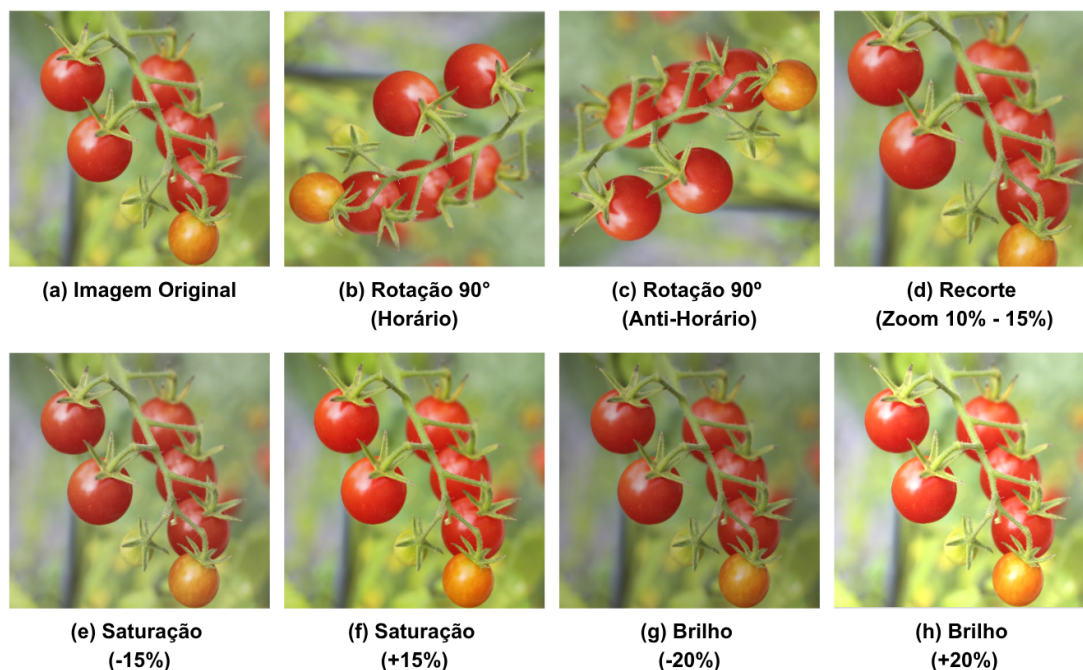 (a) Imagem Original
(b) Rotação 90°
(Horário)
(c) Rotação 90º
(Anti-Horário)
(d) Recorte
(Zoom 10% - 15%)
(e) Saturação
(-15%)
(f) Saturação
(+15%)
(g) Brilho
(-20%)
(h) Brilho
(+20%)